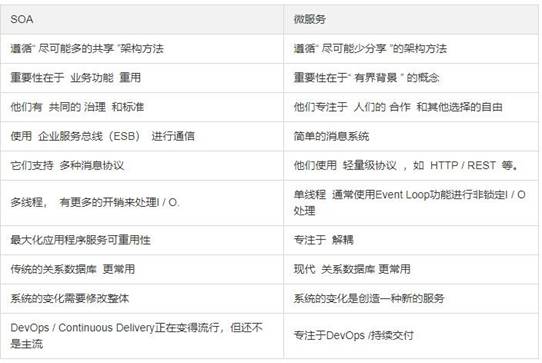 SOA 微服务
遵循“ 尽可能多的共享 ”架构方法 遵循“ 尽可能少分享 ”的架构方法
重要性在于 业务功能 重用 重要性在于“ 有界背景 ” 的概念
他们有 共同的 治理 和标准 他们专注于 人们的 合作 和其他选择的自由
使用 企业服务总线（ESB） 进行通信 简单的消息系统
它们支持 多种消息协议 他们使用 轻量级协议 ，如 HTTP / REST 等。
多线程， 有更多的开销来处理I / O. 单线程 通常使用Event Loop功能进行非锁定I / O
处理
最大化应用程序服务可重用性 专注于 解耦
传统的关系数据库 更常用 现代 关系数据库 更常用
系统的变化需要修改整体 系统的变化是创造一种新的服务
DevOps / Continuous Delivery正在变得流行，但还不
是主流 专注于DevOps /持续交付